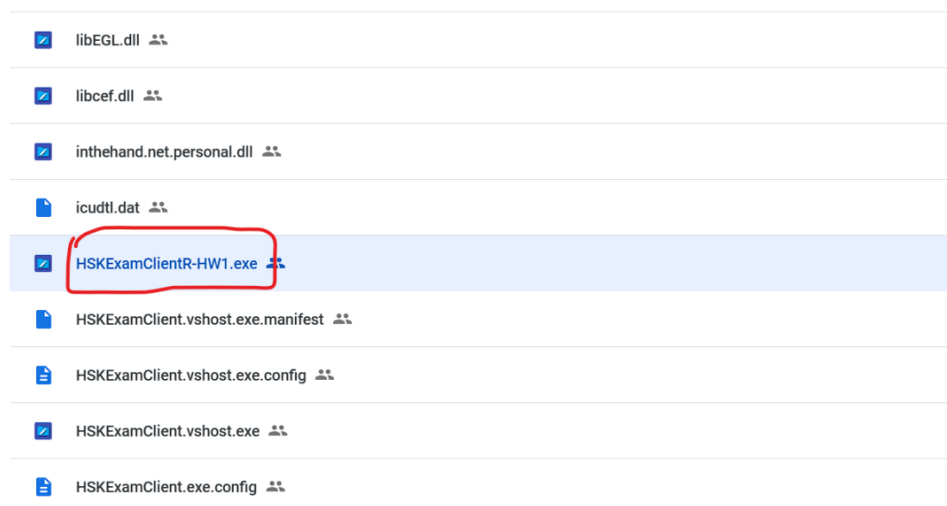 libEGL.dll
libcef.dll
inthehand.net.personal.dll
icudtl.dat
HSKExamClientR-HW1.exe
HSKExamClient.vshost.exe.manifest
HSKExamClient.vshost.exe.config
HSKExamClient.vshost.exe
HSKExamClient.exe.config